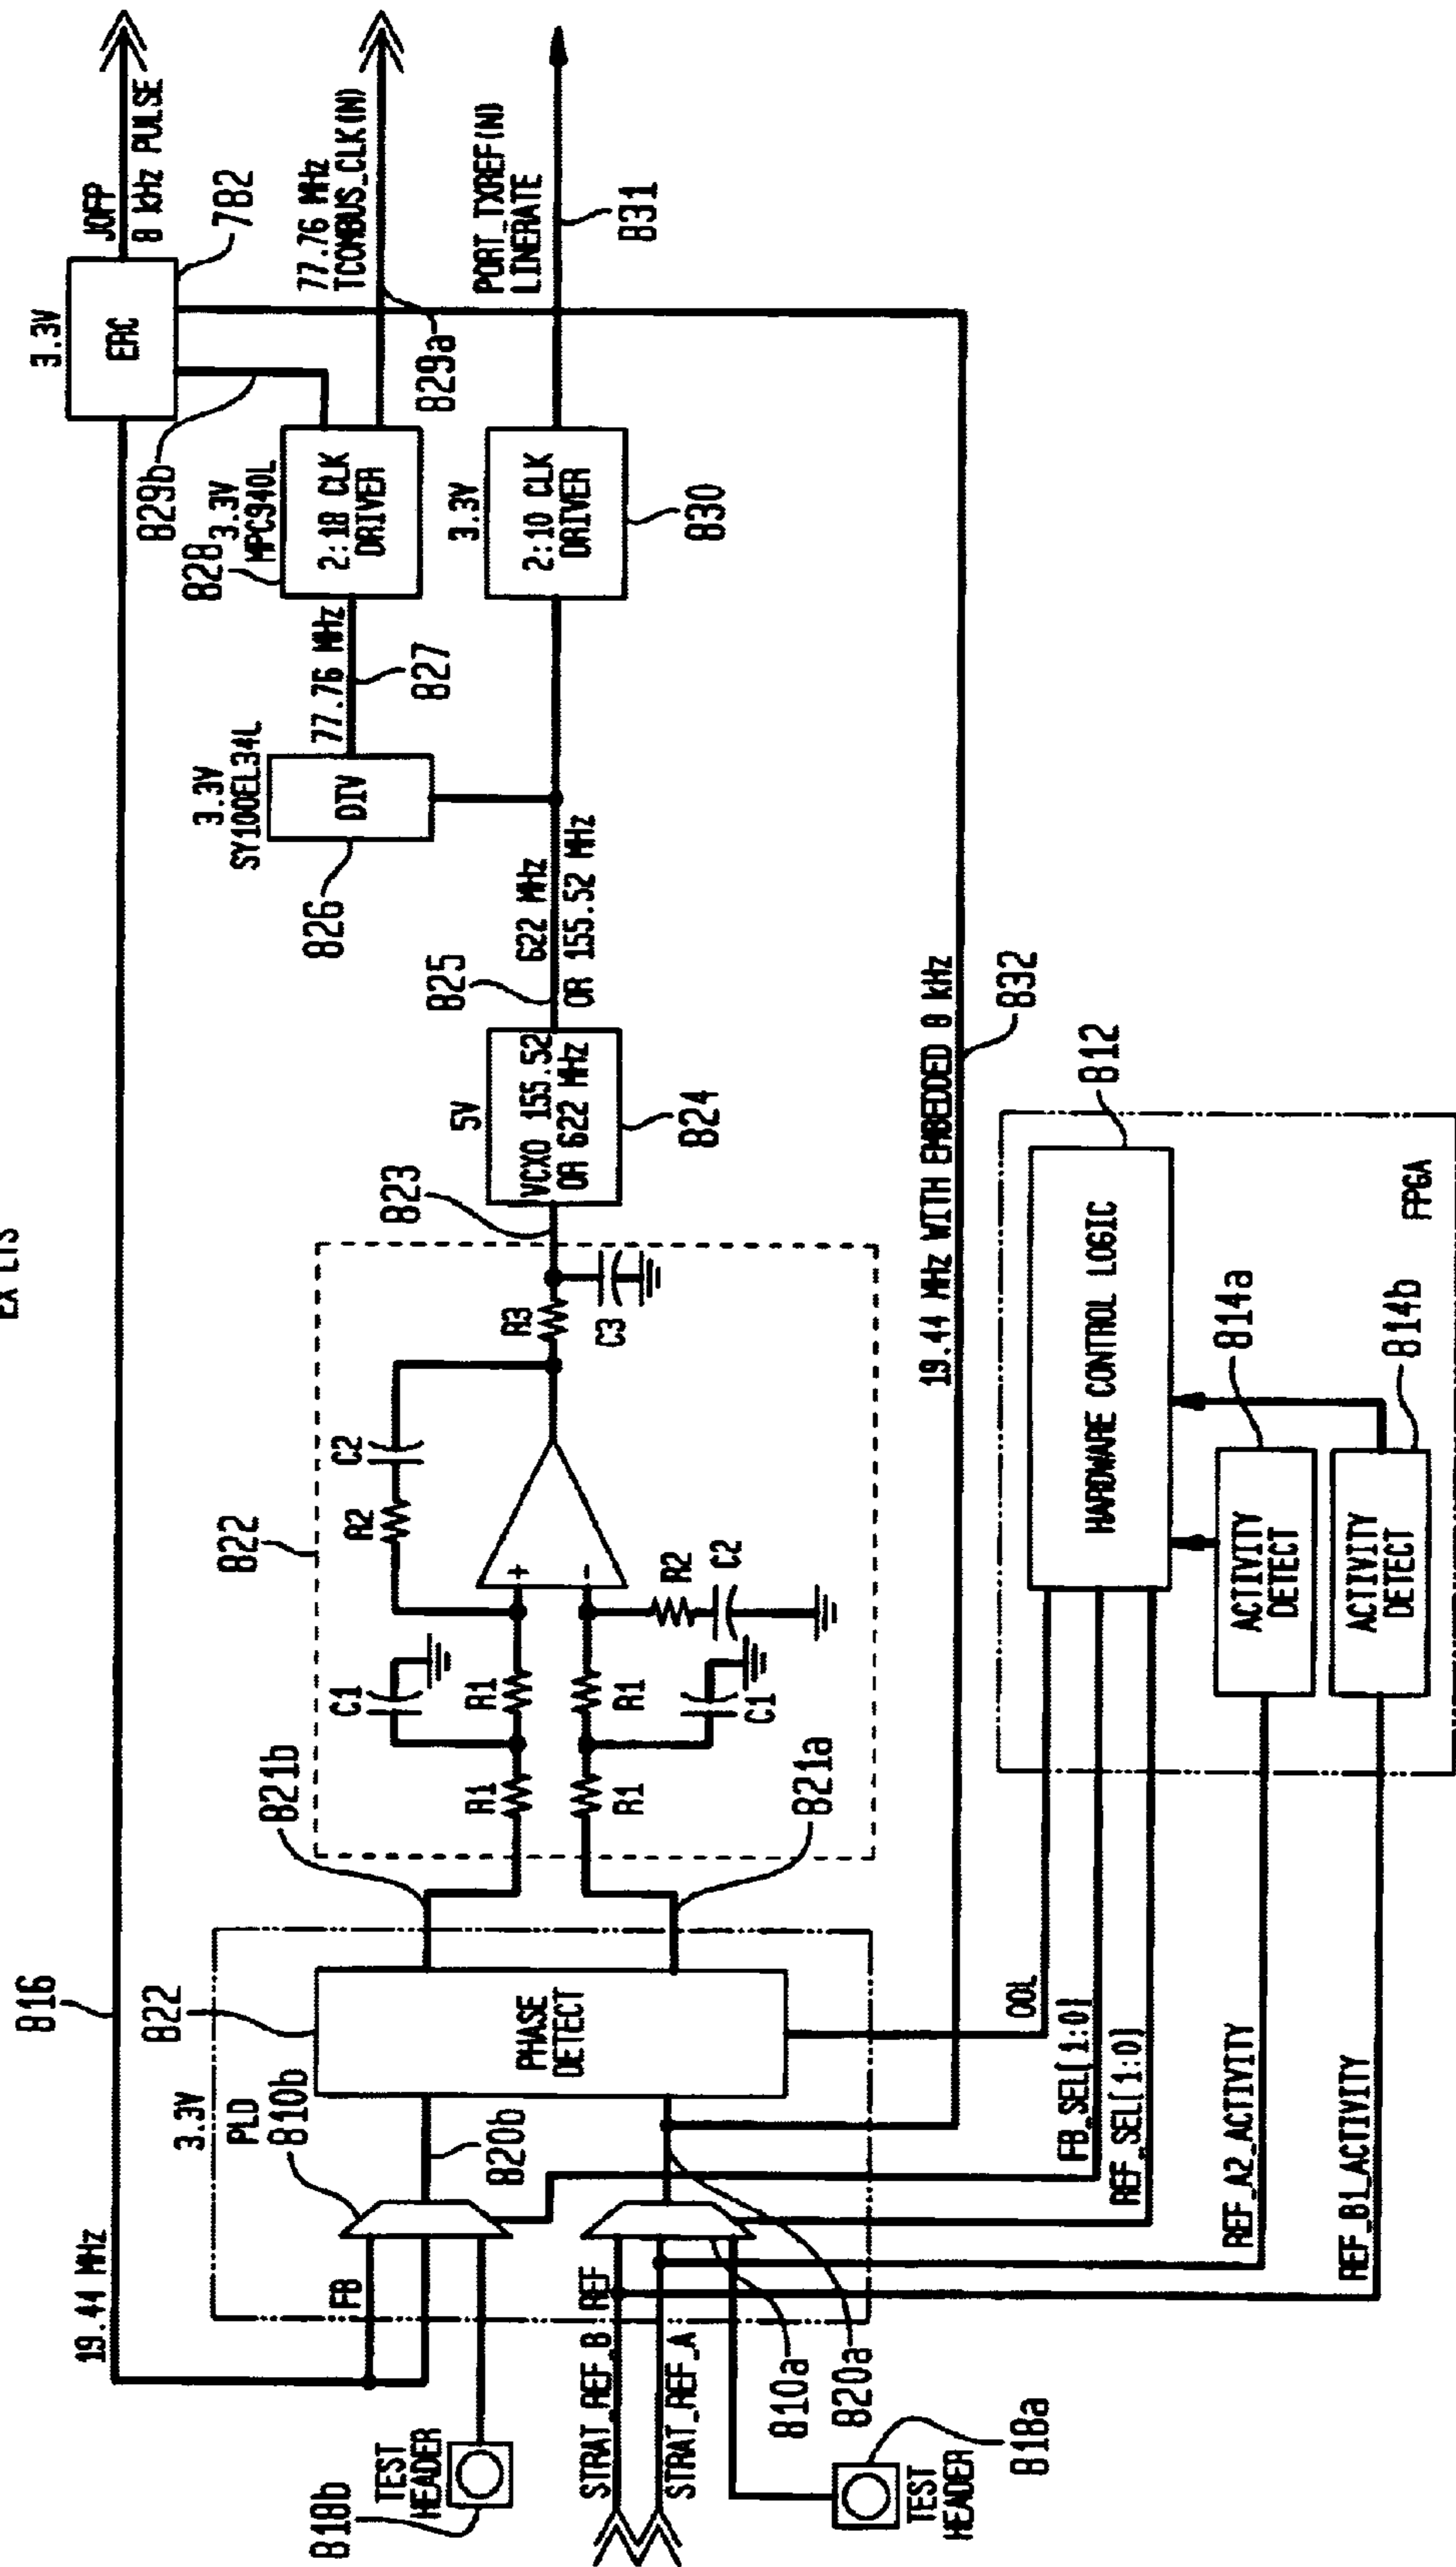 EX LTS
816
19.44 MHz
3.3V
ERC
782
JOFP
8 kHz PULSE
829b
828
3.3V
MPC940L
2:18 CLK
DRIVER
77.76 MHz
TCOMBUS_CLK(N)
829a
77.76 MHz
827
3.3V
SY100EL34L
DIV
826
3.3V
2:10 CLK
DRIVER
830
PORT_TXREF(N)
LINERATE
831
825
622 MHz
OR 155.52 MHz
5V
VCXO 155.52
OR 622 MHz
824
823
822
R2
C2
C1
R1
R1
+
-
R1
R1
C1
R2
C2
R3
C3
821b
821a
822
3.3V
PLD
810b
PHASE
DETECT
820b
FB
TEST
HEADER
818b
STRAT_REF_B
REF
STRAT_REF_A
810a
820a
TEST
HEADER
818a
19.44 MHz WITH EMBEDDED 8 kHz
832
OOL
FB_SEL[1:0]
REF_SEL[1:0]
REF_A2_ACTIVITY
REF_B1_ACTIVITY
812
HARDWARE CONTROL LOGIC
FPGA
ACTIVITY
DETECT
814a
ACTIVITY
DETECT
814b